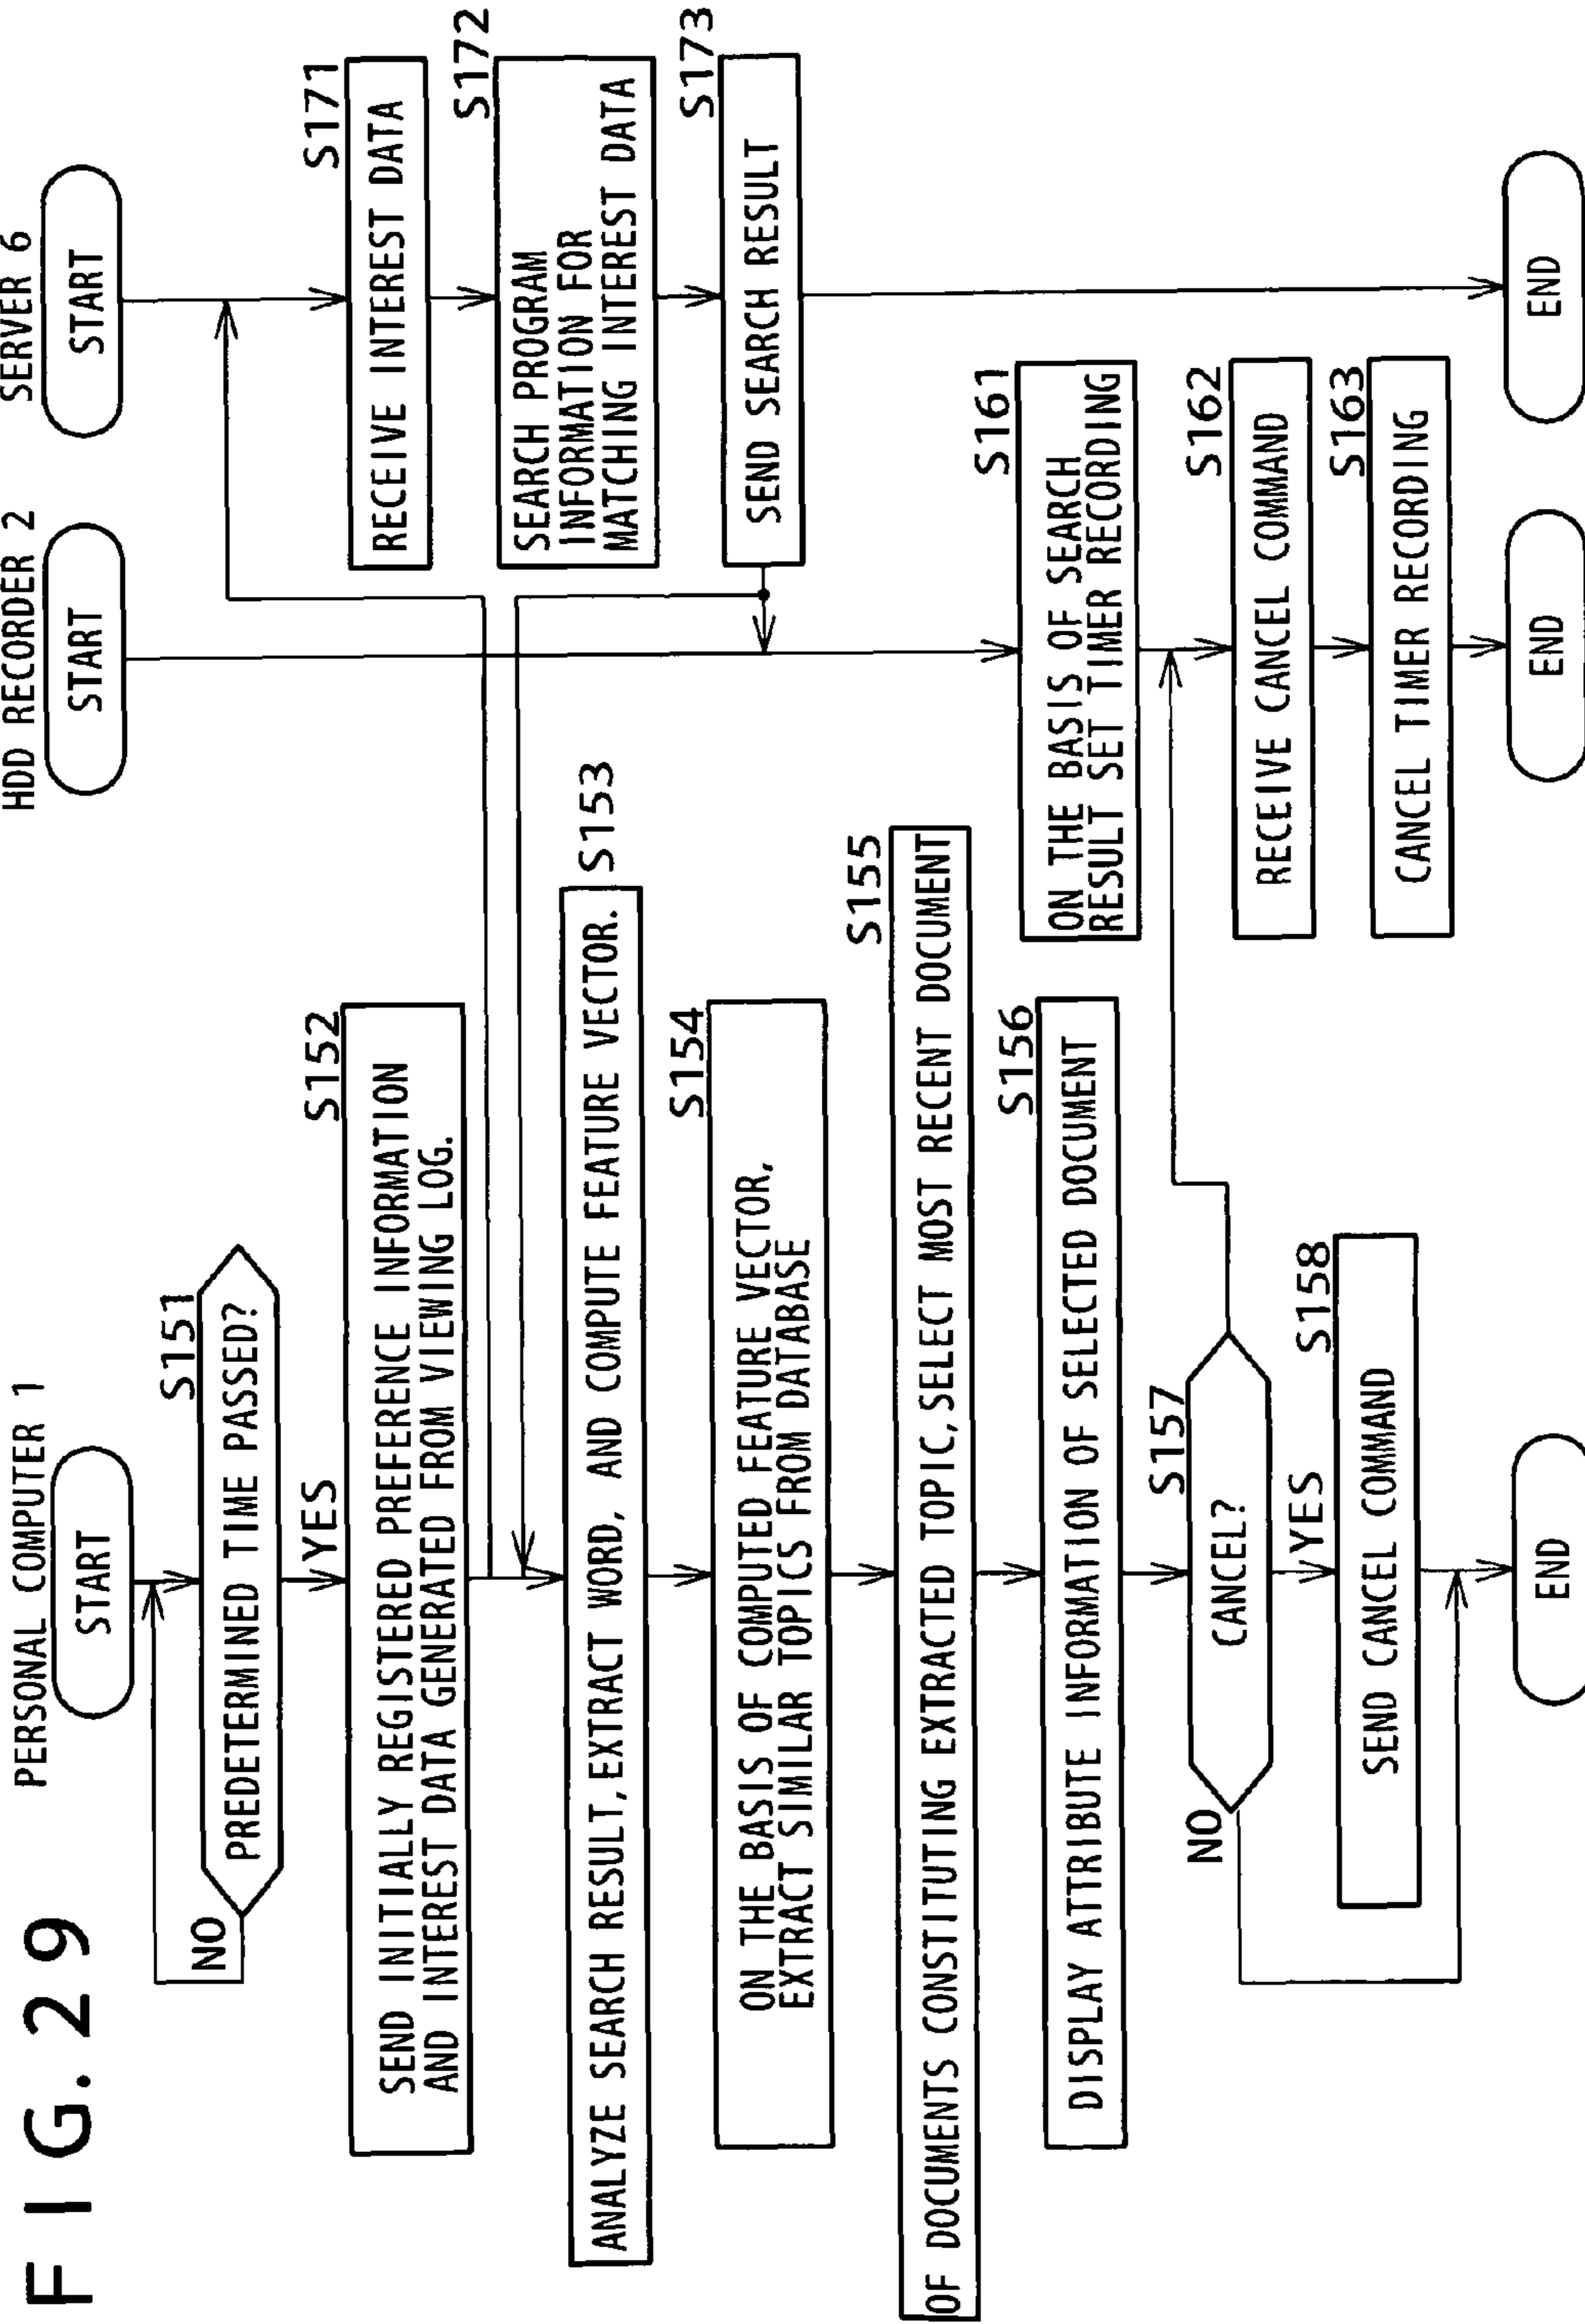 FIG. 29
PERSONAL COMPUTER 1
START
S151
PREDETERMINED TIME PASSED?
NO
YES
S152
SEND INITIALLY REGISTERED PREFERENCE INFORMATION
AND INTEREST DATA GENERATED FROM VIEWING LOG.
S153
ANALYZE SEARCH RESULT, EXTRACT WORD, AND COMPUTE FEATURE VECTOR.
S154
ON THE BASIS OF COMPUTED FEATURE VECTOR,
EXTRACT SIMILAR TOPICS FROM DATABASE
S155
OF DOCUMENTS CONSTITUTING EXTRACTED TOPIC, SELECT MOST RECENT DOCUMENT
S156
DISPLAY ATTRIBUTE INFORMATION OF SELECTED DOCUMENT
S157
CANCEL?
NO
YES
S158
SEND CANCEL COMMAND
END
HDD RECORDER 2
START
S161
ON THE BASIS OF SEARCH
RESULT SET TIMER RECORDING
S162
RECEIVE CANCEL COMMAND
S163
CANCEL TIMER RECORDING
END
SERVER 6
START
S171
RECEIVE INTEREST DATA
S172
SEARCH PROGRAM
INFORMATION FOR
MATCHING INTEREST DATA
S173
SEND SEARCH RESULT
END